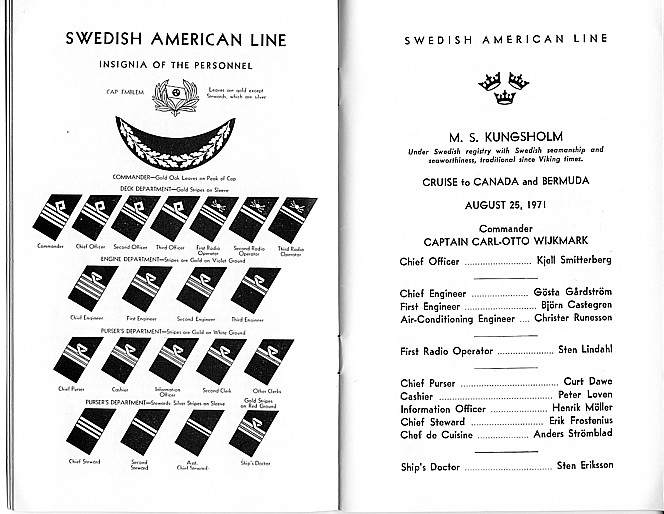 SWEDISH AMERICAN LINE
INSIGNIA OF THE PERSONNEL
CAP EMBLEM
Leaves are gold except
Stewards, which are silver
COMMANDER—Gold Oak Leaves on Peak of Cap
DECK DEPARTMENT—Gold Stripes on Sleeve
Commander
Chief Officer
Second Officer
Third Officer
First Radio
Operator
Second Radio
Operator
Third Radio
Operator
ENGINE DEPARTMENT—Stripes are Gold on Violet Ground
Chief Engineer
First Engineer
Second Engineer
Third Engineer
PURSER'S DEPARTMENT—Stripes are Gold on White Ground
Chief Purser
Cashier
Information
Officer
Second Clerk
Other Clerks
PURSER'S DEPARTMENT—Stewards Silver Stripes on Sleeve
Gold Stripes
on Red Ground
Chief Steward
Second
Steward
Asst.
Chief Steward
Ship's Doctor
SWEDISH AMERICAN LINE
M. S. KUNGSHOLM
Under Swedish registry with Swedish seamanship and
seaworthiness, traditional since Viking times.
CRUISE to CANADA and BERMUDA
AUGUST 25, 1971
Commander
CAPTAIN CARL-OTTO WIJKMARK
Chief Officer ........................ Kjell Smitterberg
Chief Engineer ........................ Gösta Gårdström
First Engineer ........................ Björn Castegren
Air-Conditioning Engineer .... Christer Runesson
First Radio Operator .................... Sten Lindahl
Chief Purser ............................ Curt Dawe
Cashier ................................ Peter Loven
Information Officer .................... Henrik Möller
Chief Steward ........................ Erik Frostenius
Chef de Cuisine .................... Anders Strömblad
Ship's Doctor ........................ Sten Eriksson